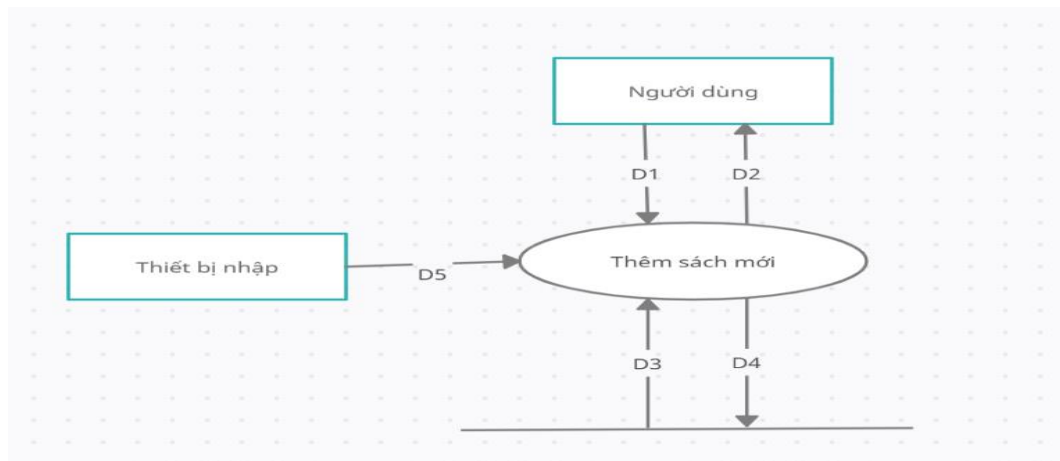 Người dùng
D1
D2
Thiết bị nhập
D5
Thêm sách mới
D3
D4